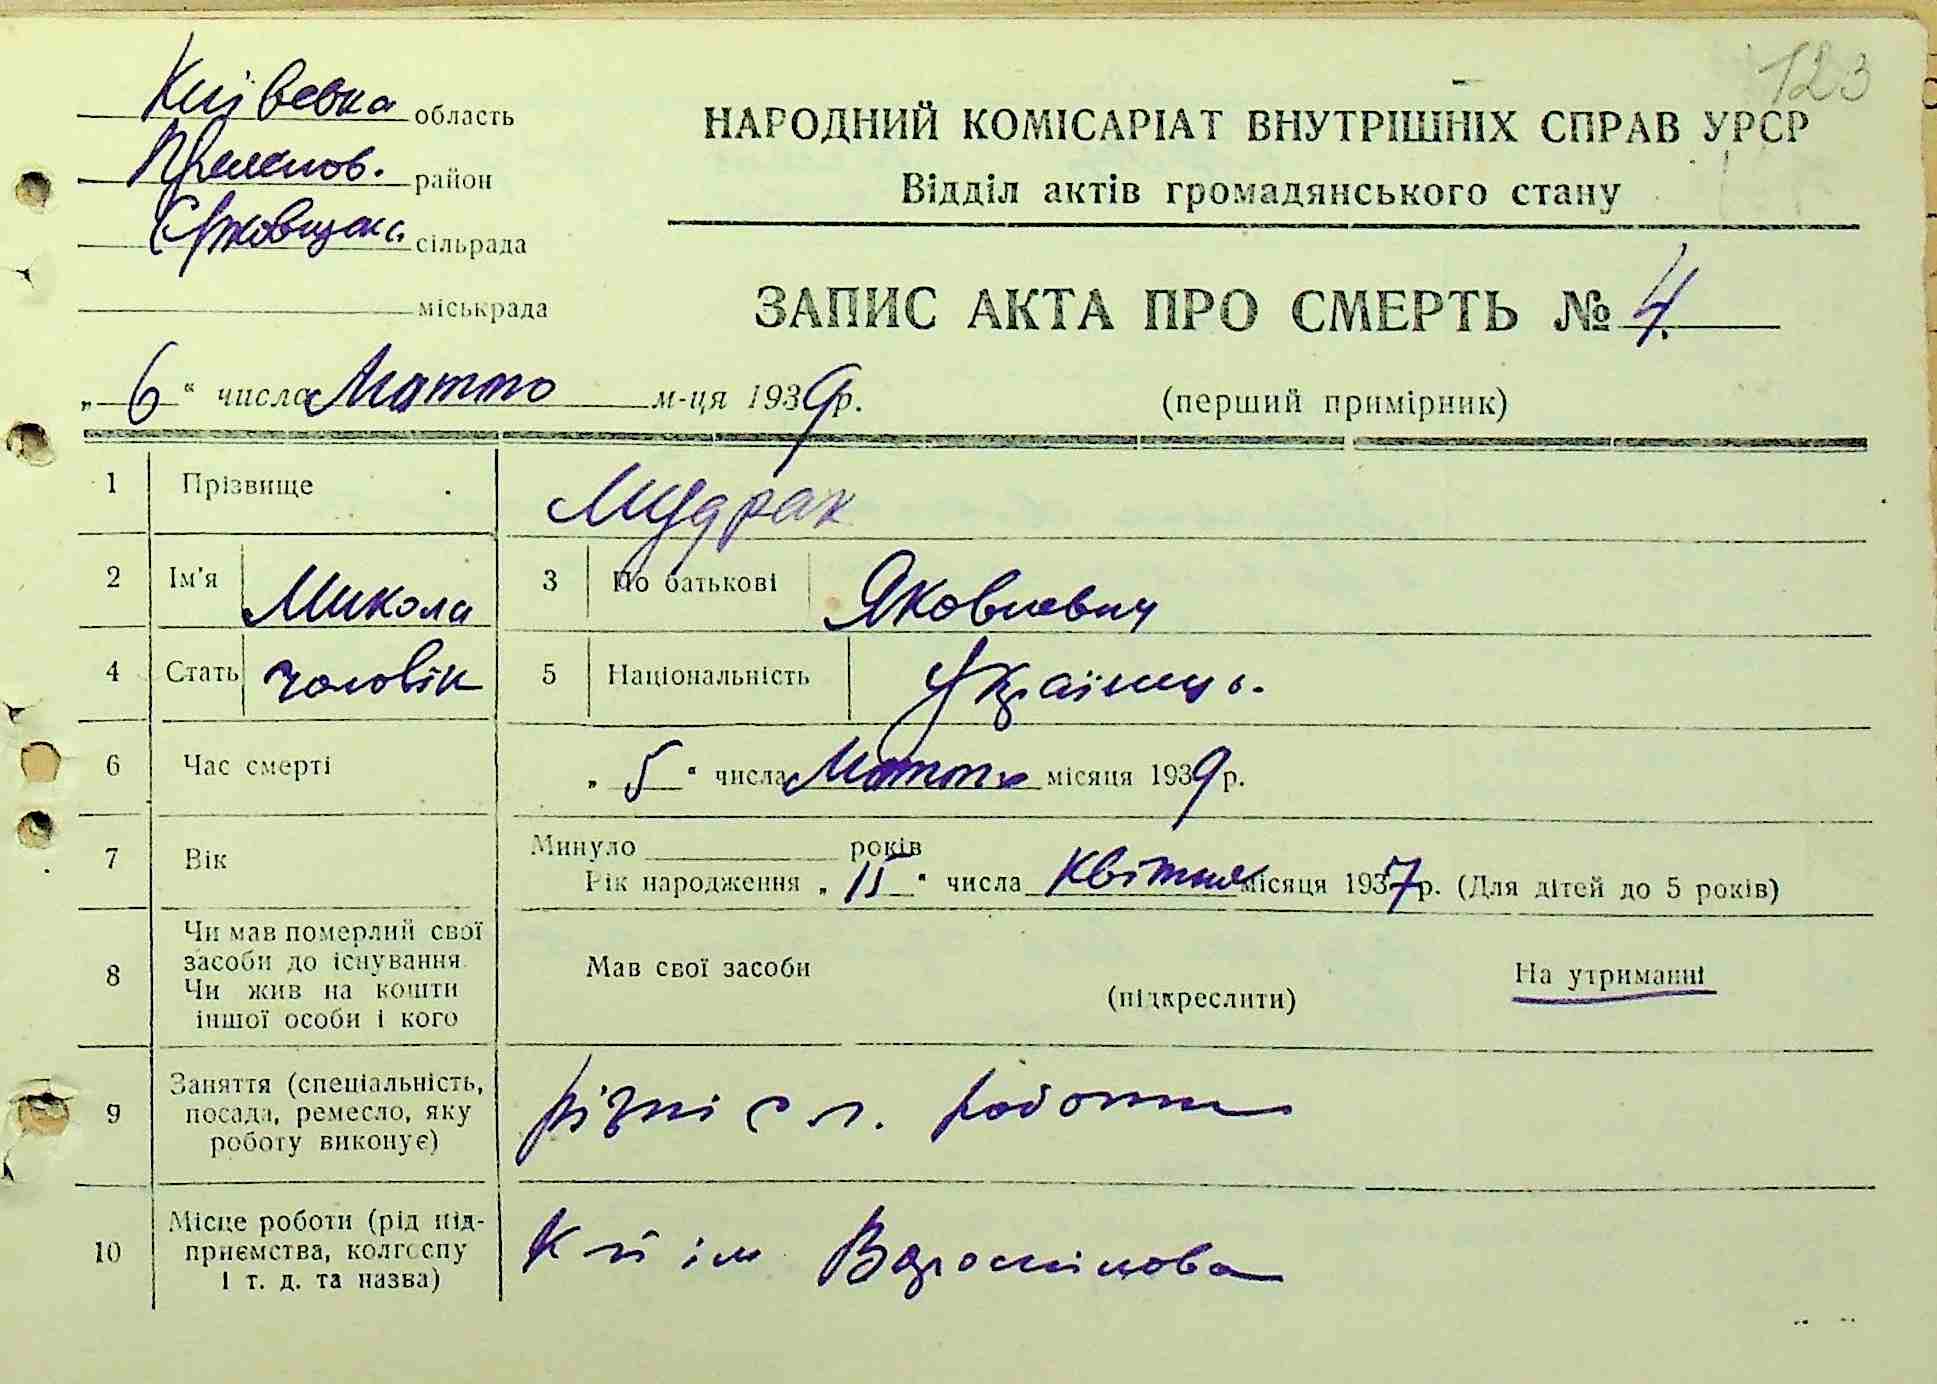 123
Київська область
район
сільрада
міськрада
НАРОДНИЙ КОМІСАРІАТ ВНУТРІШНІХ СПРАВ УРСР
Відділ актів громадянського стану
ЗАПИС АКТА ПРО СМЕРТЬ № 4.
„ 6 “ числа Лютто м-ця 1939 р. (перший примірник)
1 Прізвище Мудрак
2 Ім'я Микола 3 По батькові Яковлевич
4 Стать чоловік 5 Національність Українець.
6 Час смерті „ 5 “ числа місяця 1939 р.
7 Вік Минуло років
Рік народження „ 15 “ числа Квітня місяця 1937 р. (Для дітей до 5 років)
8 Чи мав померлий свої засоби до існування. Чи жив на кошти іншої особи і кого
Мав свої засоби (підкреслити) На утриманні
9 Заняття (спеціальність, посада, ремесло, яку роботу виконує)
різні с г. роботи
10 Місце роботи (рід підприємства, колгоспу і т. д. та назва)
ім Ворошилова